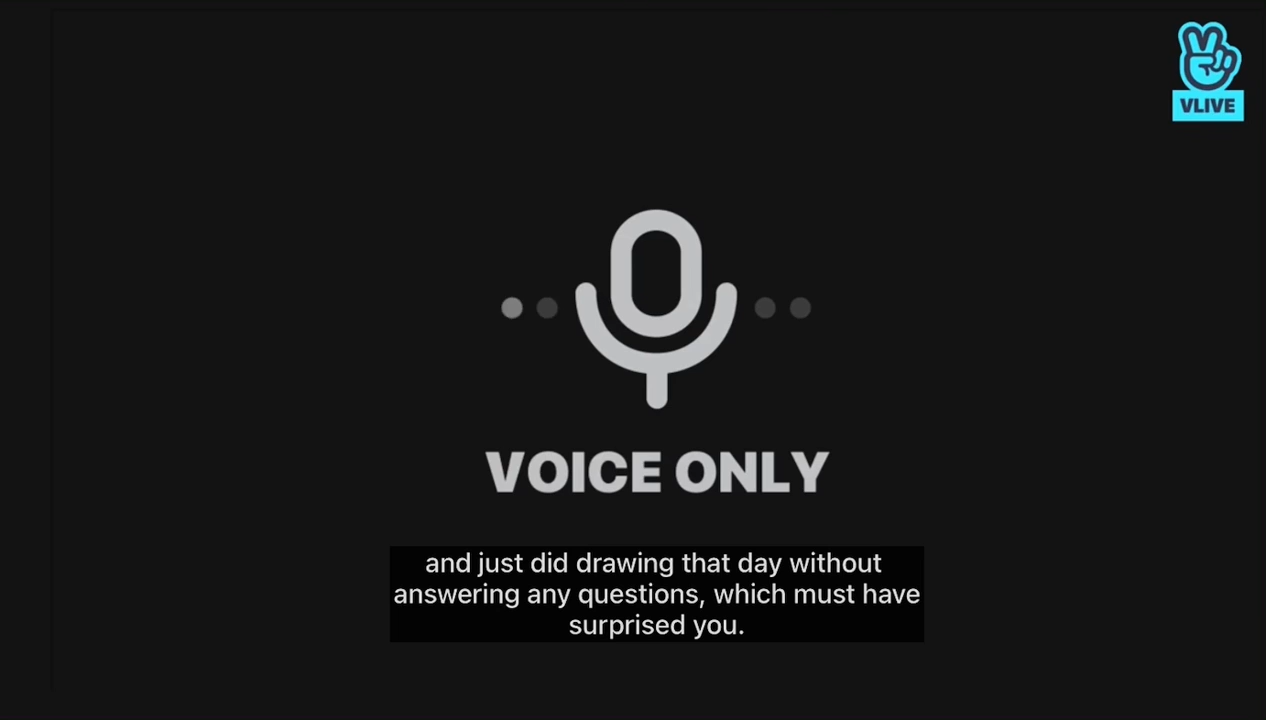 VLIVE
VOICE ONLY
and just did drawing that day without
answering any questions, which must have
surprised you.